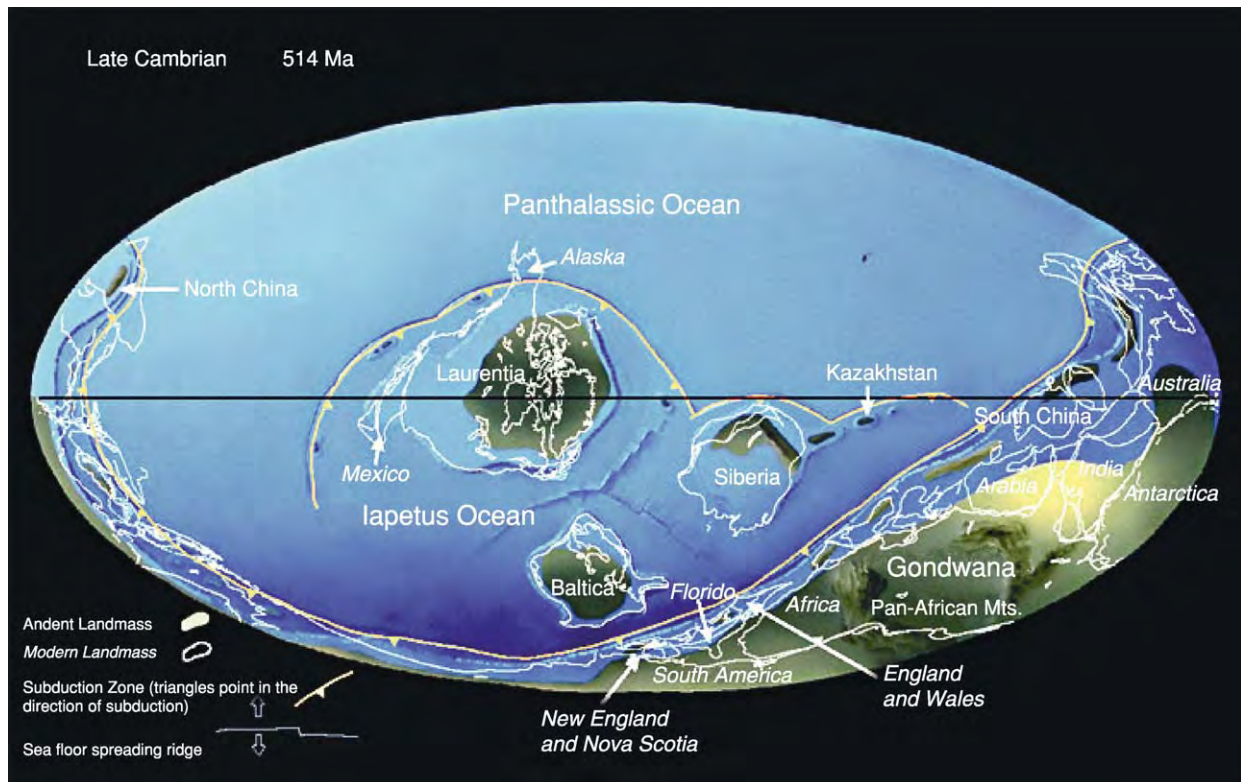 Late Cambrian 514 Ma
Panthalassic Ocean
Alaska
North China
Laurentia
Kazakhstan
Australia
South China
Mexico
Siberia
India
Arabia
Antarctica
Iapetus Ocean
Gondwana
Baltica
Florido
Africa
Pan-African Mts.
Andent Landmass
Modern Landmass
South America
England
and Wales
Subduction Zone (triangles point in the
direction of subduction)
New England
and Nova Scotia
Sea floor spreading ridge